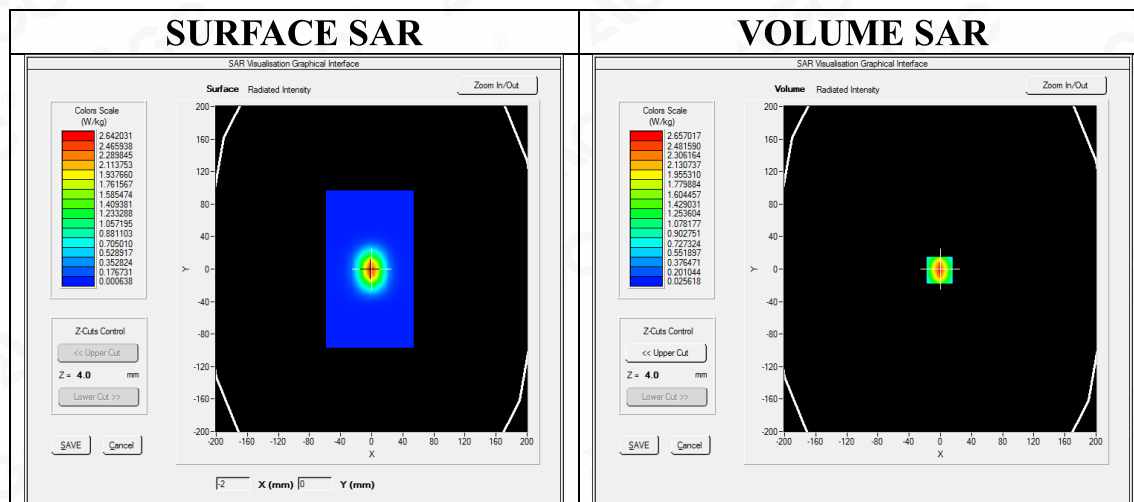 SURFACE SAR
SAR Visualisation Graphical Interface
Surface Radiated Intensity
Zoom In/Out
Colors Scale
(W/kg)
2.642031
2.465938
2.289845
2.113753
1.937660
1.761567
1.585474
1.409381
1.233288
1.057195
0.881103
0.705010
0.528917
0.352824
0.176731
0.000638
Z-Cuts Control
<< Upper Cut
Z = 4.0 mm
Lower Cut >>
SAVE Cancel
200
160
120
80
40
0
-40
-80
-120
-160
-200
Y
-200 -160 -120 -80 -40 0 40 80 120 160 200
X
-2 X (mm) 0 Y (mm)
VOLUME SAR
SAR Visualisation Graphical Interface
Volume Radiated Intensity
Zoom In/Out
Colors Scale
(W/kg)
2.657017
2.481590
2.306164
2.130737
1.955310
1.779884
1.604457
1.429031
1.253604
1.078177
0.902751
0.727324
0.551897
0.376471
0.201044
0.025618
Z-Cuts Control
<< Upper Cut
Z = 4.0 mm
Lower Cut >>
SAVE Cancel
200
160
120
80
40
0
-40
-80
-120
-160
-200
Y
-200 -160 -120 -80 -40 0 40 80 120 160 200
X